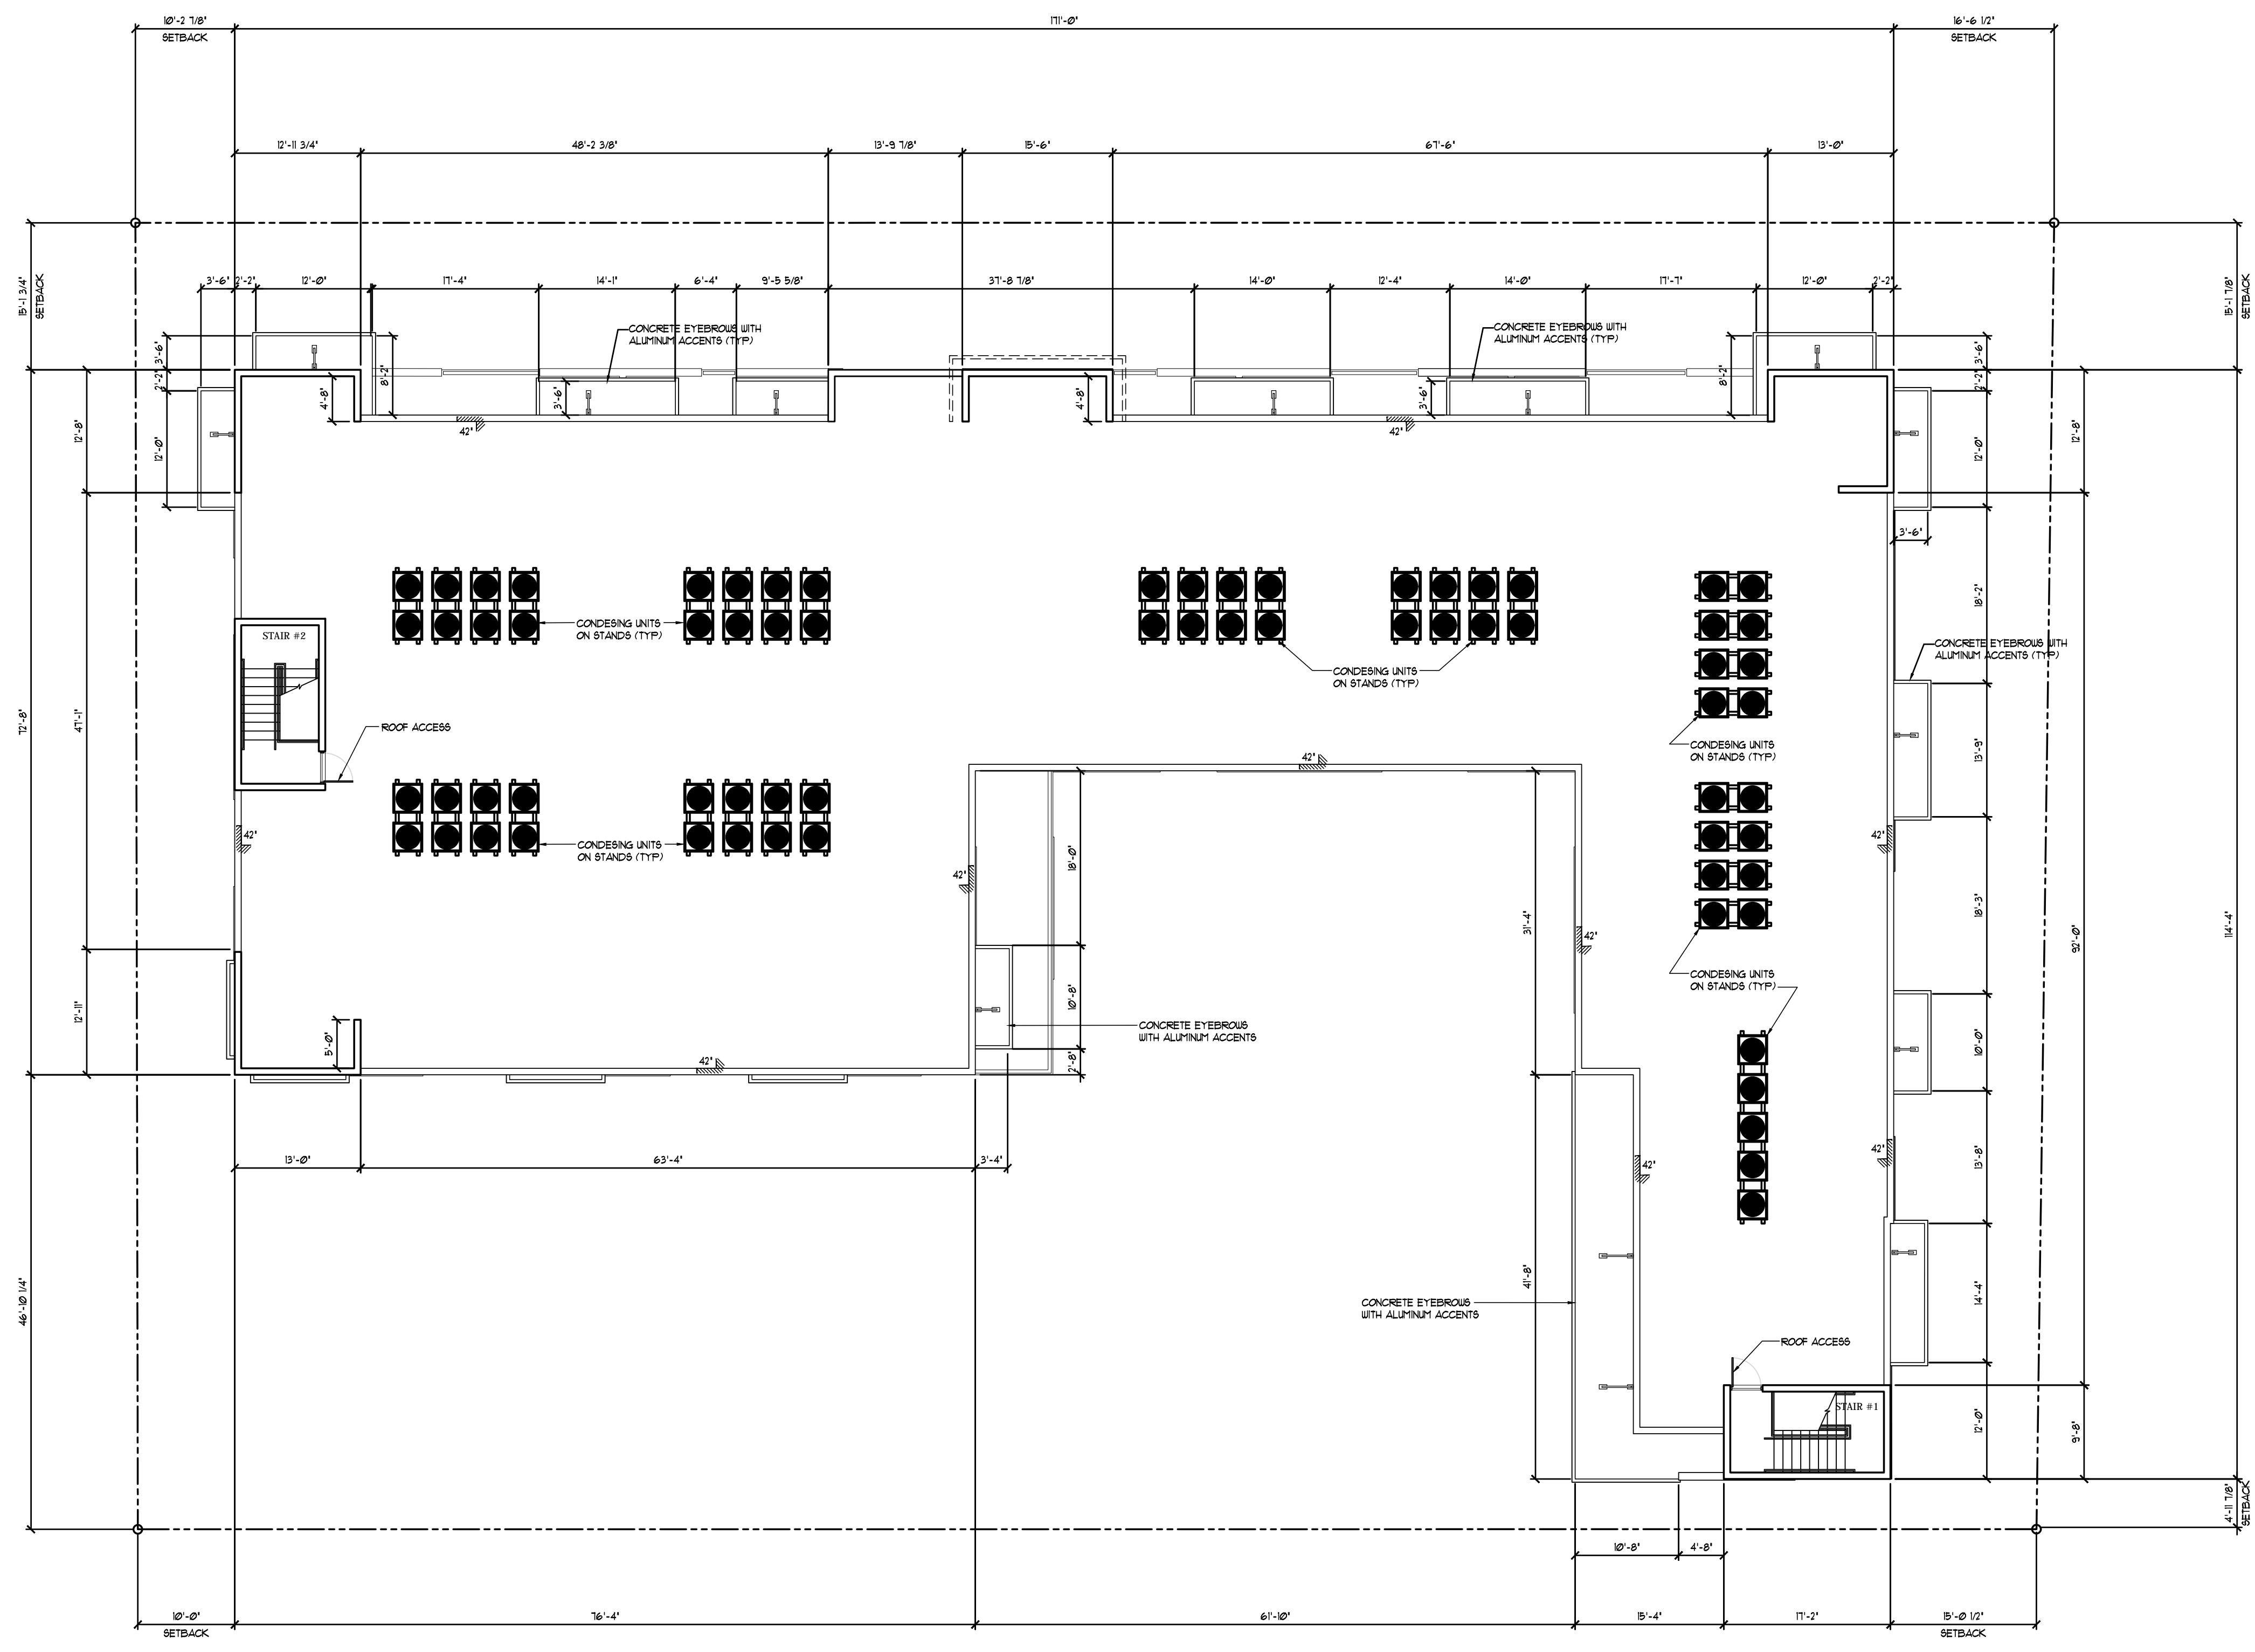 10'-2 7/8"
171'-0"
16'-6 1/2"
SETBACK
SETBACK
12'-11 3/4"
48'-2 3/8"
13'-9 7/8"
15'-6"
67'-6"
13'-0"
15'-1 3/4"
SETBACK
15'-1 7/8"
SETBACK
3'-6"
2'-2"
12'-0"
17'-4"
14'-1"
6'-4"
9'-5 5/8"
37'-8 7/8"
14'-0"
12'-4"
14'-0"
17'-7"
12'-0"
2'-2"
CONCRETE EYEBROWS WITH
ALUMINUM ACCENTS (TYP)
CONCRETE EYEBROWS WITH
ALUMINUM ACCENTS (TYP)
3'-6"
2'-2"
8'-2"
4'-8"
3'-6"
4'-8"
3'-6"
8'-2"
3'-6"
2'-2"
42"
42"
12'-8"
12'-0"
12'-0"
12'-8"
3'-6"
18'-2"
STAIR #2
CONDESING UNITS
ON STANDS (TYP)
CONDESING UNITS
ON STANDS (TYP)
CONCRETE EYEBROWS WITH
ALUMINUM ACCENTS (TYP)
72'-8"
47'-1"
ROOF ACCESS
CONDESING UNITS
ON STANDS (TYP)
42"
13'-9"
42"
CONDESING UNITS
ON STANDS (TYP)
42"
18'-0"
42"
31'-4"
42"
18'-3"
92'-0"
114'-4"
CONDESING UNITS
ON STANDS (TYP)
12'-11"
5'-0"
10'-8"
CONCRETE EYEBROWS
WITH ALUMINUM ACCENTS
2'-8"
42"
10'-0"
13'-0"
63'-4"
3'-4"
42"
42"
13'-8"
46'-10 1/4"
41'-8"
14'-4"
CONCRETE EYEBROWS
WITH ALUMINUM ACCENTS
ROOF ACCESS
STAIR #1
12'-0"
9'-8"
4'-11 7/8"
SETBACK
10'-8"
4'-8"
10'-0"
76'-4"
61'-10"
15'-4"
17'-2"
15'-0 1/2"
SETBACK
SETBACK